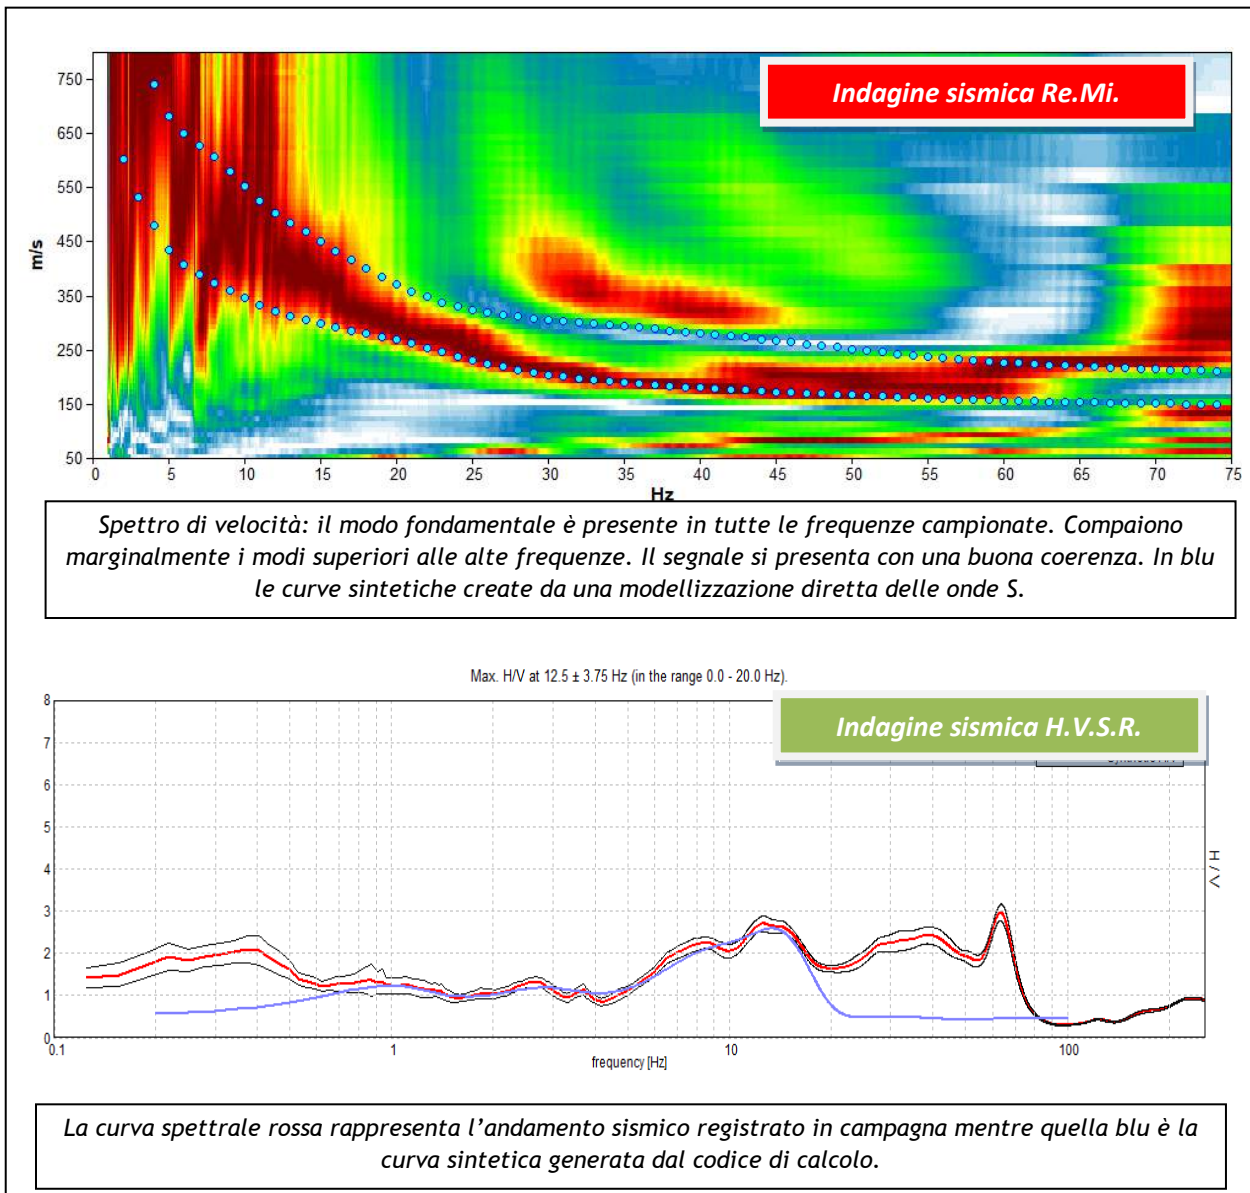 Indagine sismica Re.Mi.
750
650
550
450
350
250
150
50
m/s
0 5 10 15 20 25 30 35 40 45 50 55 60 65 70 75
Hz
Spettro di velocità: il modo fondamentale è presente in tutte le frequenze campionate. Compaiono
marginalmente i modi superiori alle alte frequenze. Il segnale si presenta con una buona coerenza. In blu
le curve sintetiche create da una modellizzazione diretta delle onde S.
Max. H/V at 12.5 ± 3.75 Hz (in the range 0.0 - 20.0 Hz).
Indagine sismica H.V.S.R.
8
7
6
5
4
3
2
1
0
H / V
0.1 1 10 100
frequency [Hz]
La curva spettrale rossa rappresenta l’andamento sismico registrato in campagna mentre quella blu è la
curva sintetica generata dal codice di calcolo.